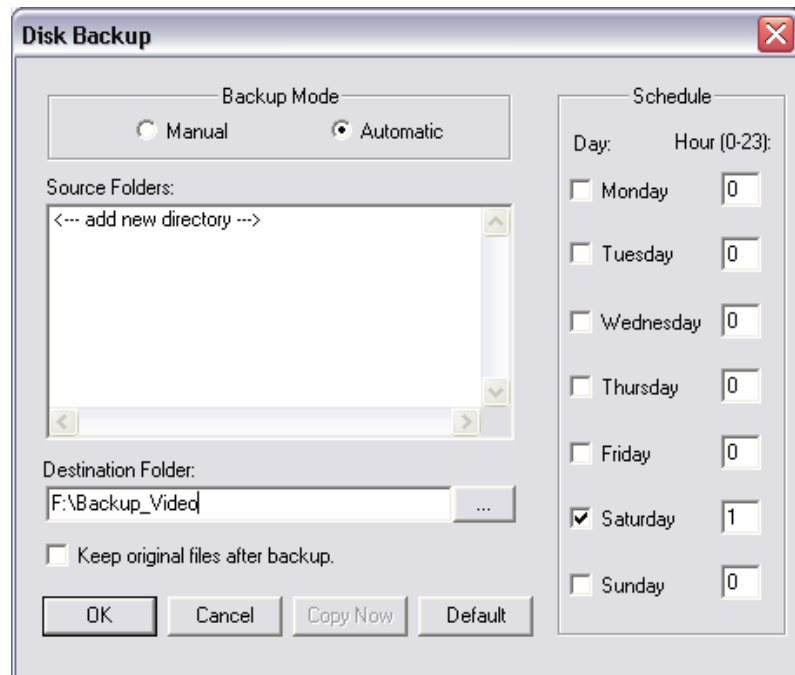 Disk Backup
Backup Mode
Manual
Automatic
Source Folders:
<--- add new directory --->
Destination Folder:
F:\Backup_Video
...
Keep original files after backup.
OK
Cancel
Copy Now
Default
Schedule
Day: Hour (0-23):
Monday 0
Tuesday 0
Wednesday 0
Thursday 0
Friday 0
Saturday 1
Sunday 0